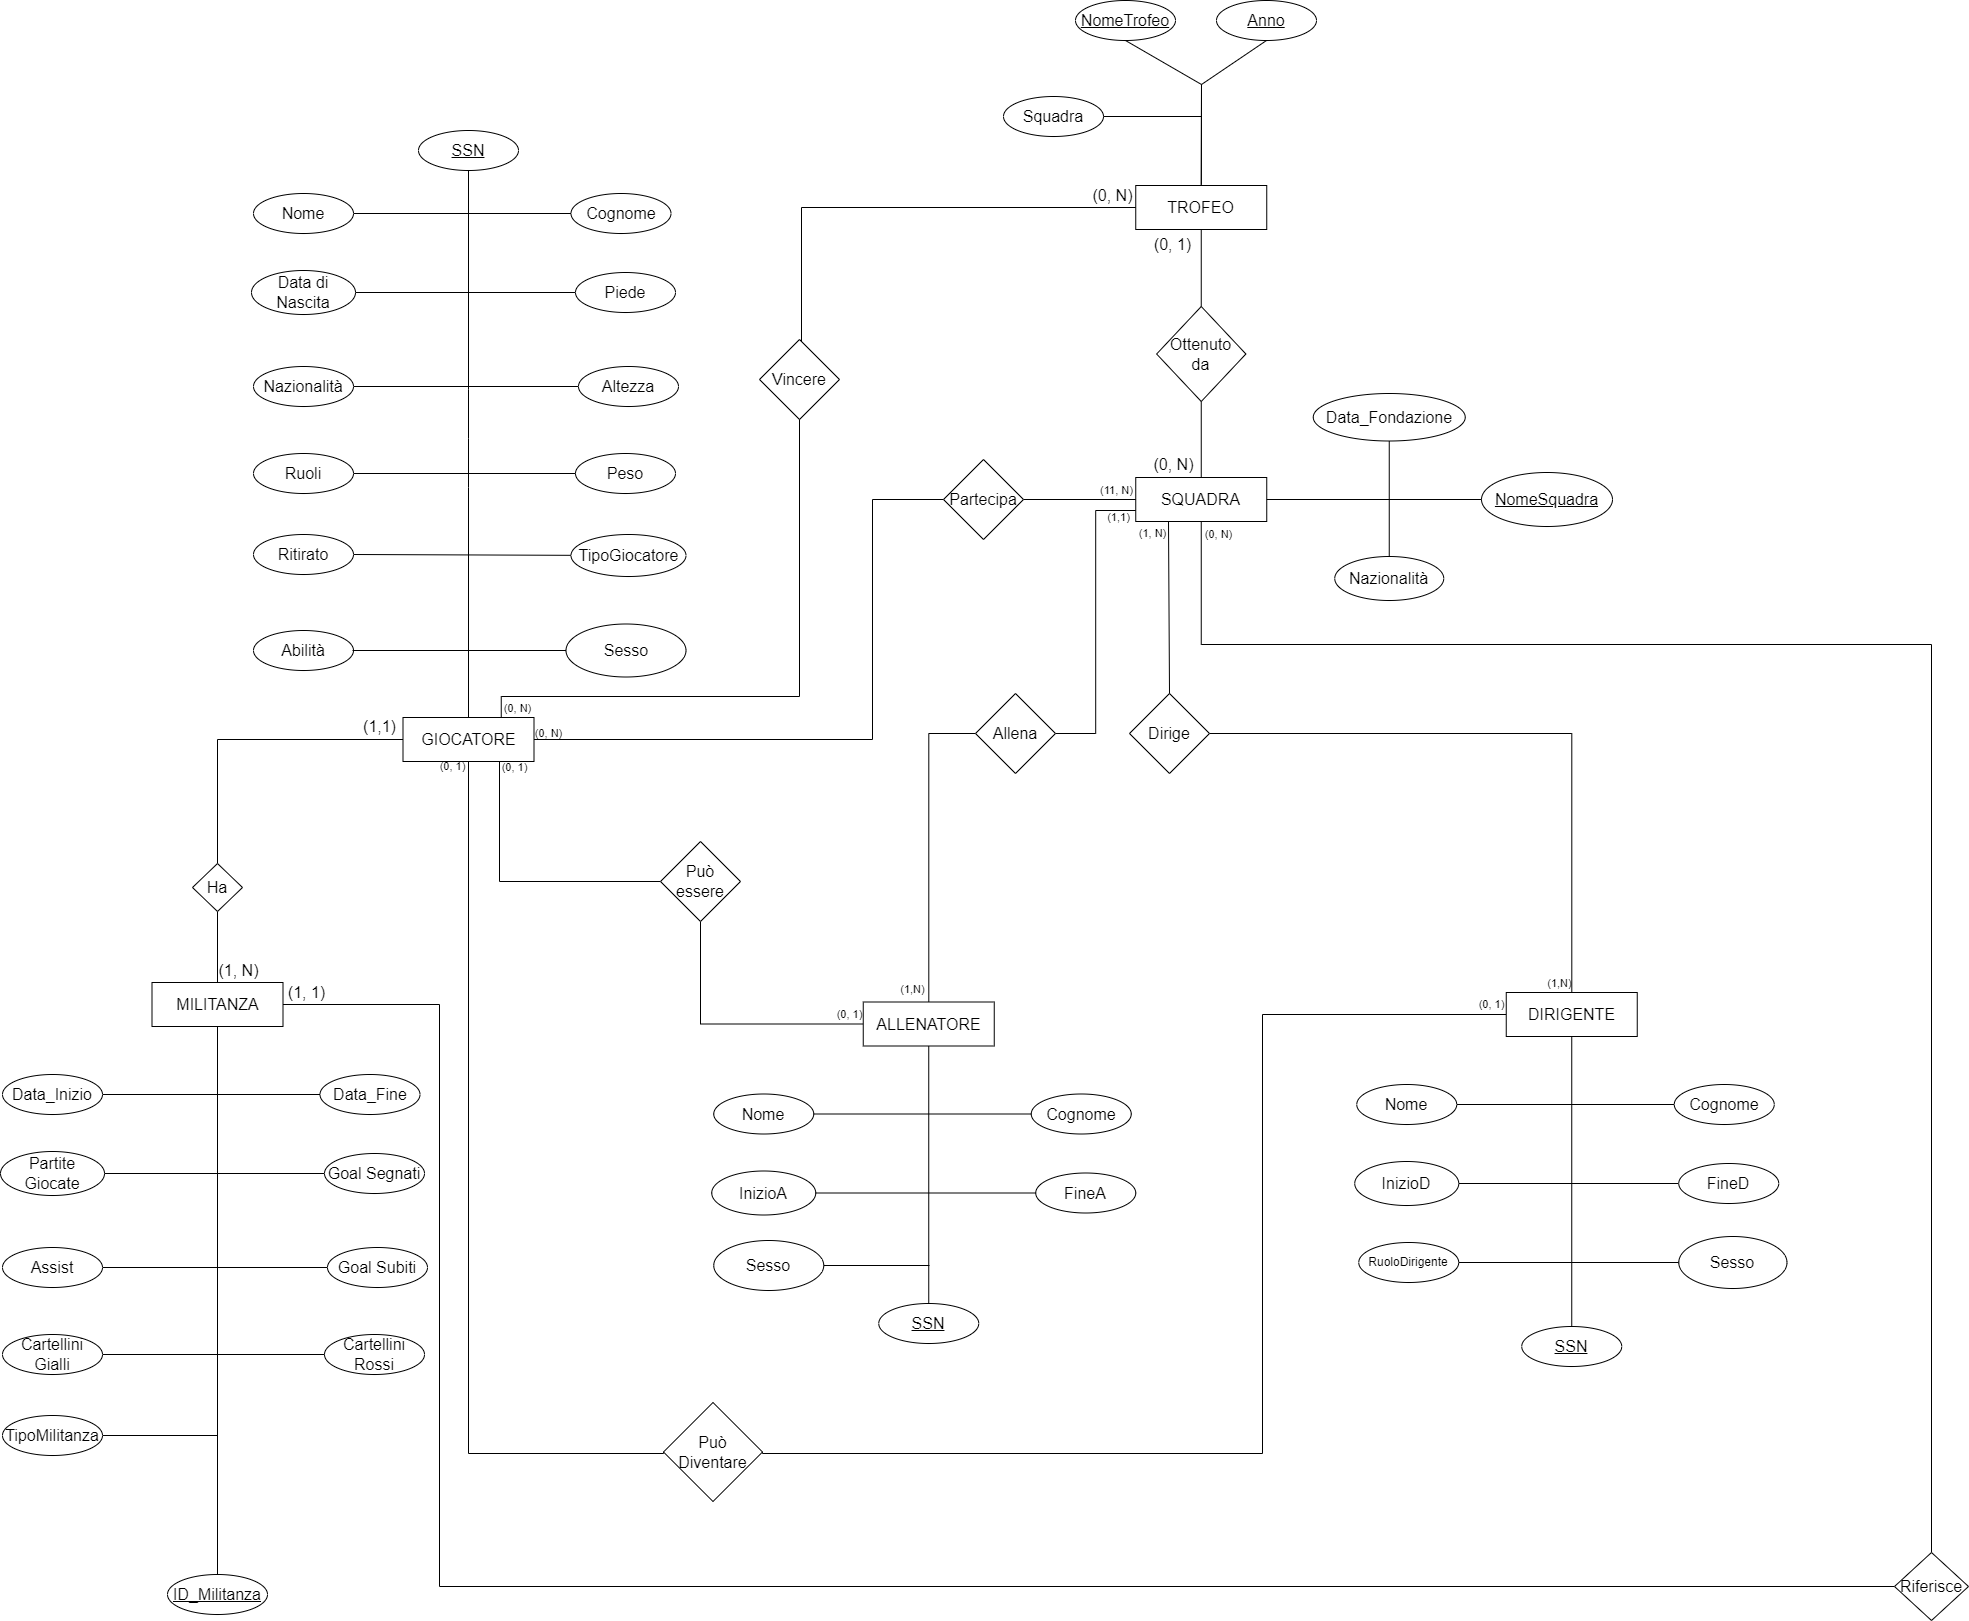 NomeTrofeo
Anno
Squadra
SSN
(0, N)
TROFEO
Nome
Cognome
(0, 1)
Data di
Nascita
Piede
Ottenuto
da
Vincere
Nazionalità
Altezza
Data_Fondazione
(0, N)
Ruoli
Peso
(11, N)
Partecipa
SQUADRA
NomeSquadra
(1,1)
(1, N)
(0, N)
Ritirato
TipoGiocatore
Nazionalità
Abilità
Sesso
(0, N)
(1,1)
GIOCATORE
(0, N)
Allena
Dirige
(0, 1)
(0, 1)
Può
essere
Ha
(1, N)
(1,N)
(1,N)
(1, 1)
MILITANZA
(0, 1)
ALLENATORE
(0, 1)
DIRIGENTE
Data_Inizio
Data_Fine
Nome
Cognome
Nome
Cognome
Partite
Giocate
Goal Segnati
InizioA
FineA
InizioD
FineD
Assist
Goal Subiti
Sesso
RuoloDirigente
Sesso
SSN
SSN
Cartellini
Gialli
Cartellini
Rossi
TipoMilitanza
Può
Diventare
ID_Militanza
Riferisce